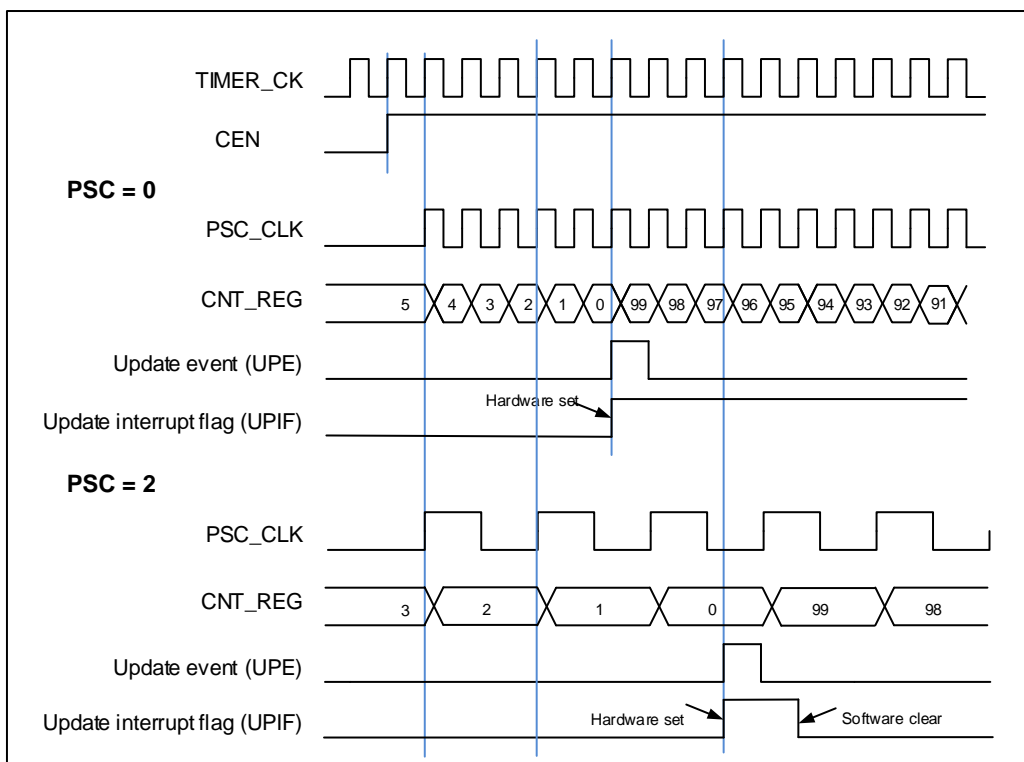 TIMER_CK
CEN
PSC = 0
PSC_CLK
CNT_REG 5 4 3 2 1 0 99 98 97 96 95 94 93 92 91
Update event (UPE)
Hardware set
Update interrupt flag (UPIF)
PSC = 2
PSC_CLK
CNT_REG 3 2 1 0 99 98
Update event (UPE)
Update interrupt flag (UPIF) Hardware set Software clear